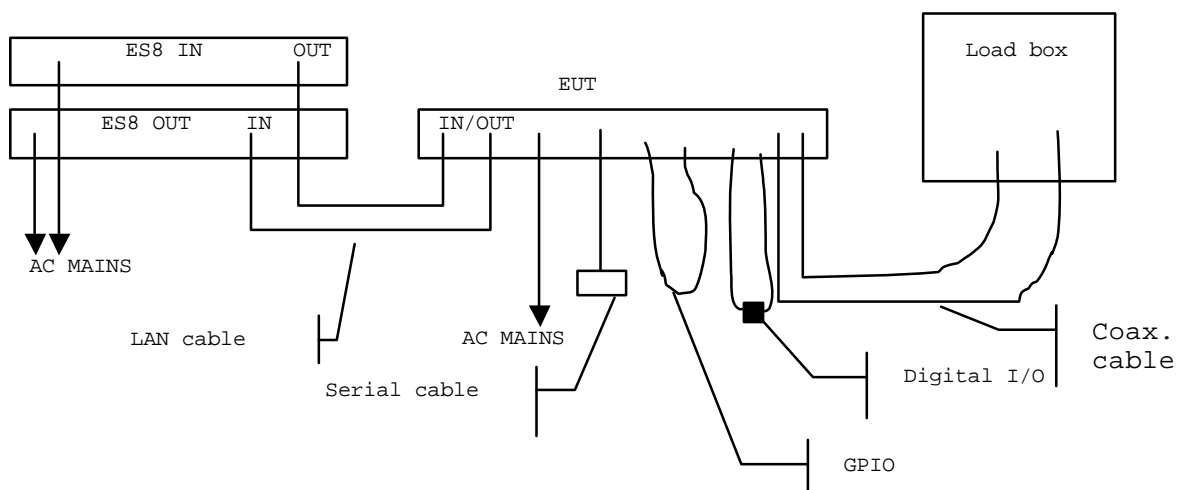 ES8 IN OUT
Load box
EUT
ES8 OUT IN
IN/OUT
AC MAINS
LAN cable
AC MAINS
Coax.
cable
Serial cable
Digital I/O
GPIO